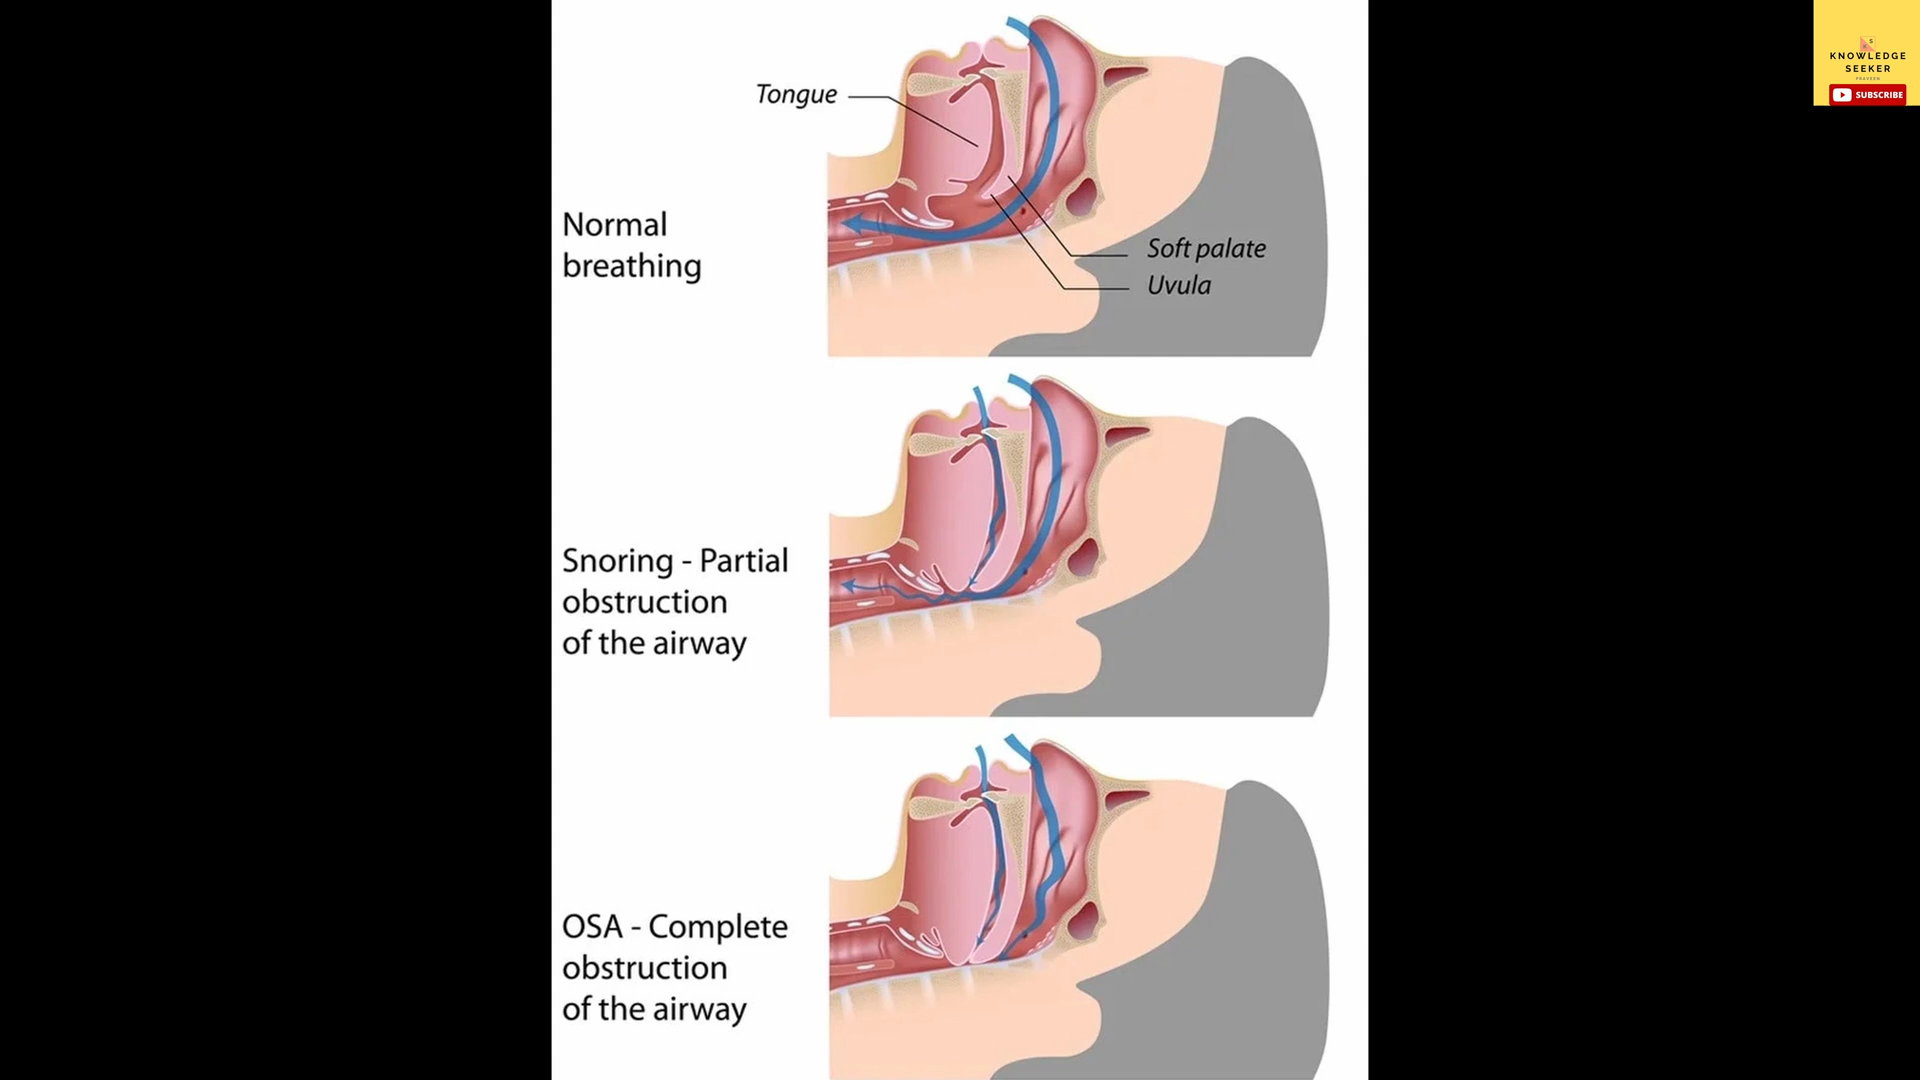 Tongue
Normal
breathing
Soft palate
Uvula
Snoring - Partial
obstruction
of the airway
OSA - Complete
obstruction
of the airway
KNOWLEDGE
SEEKER
PRAVEEN
SUBSCRIBE